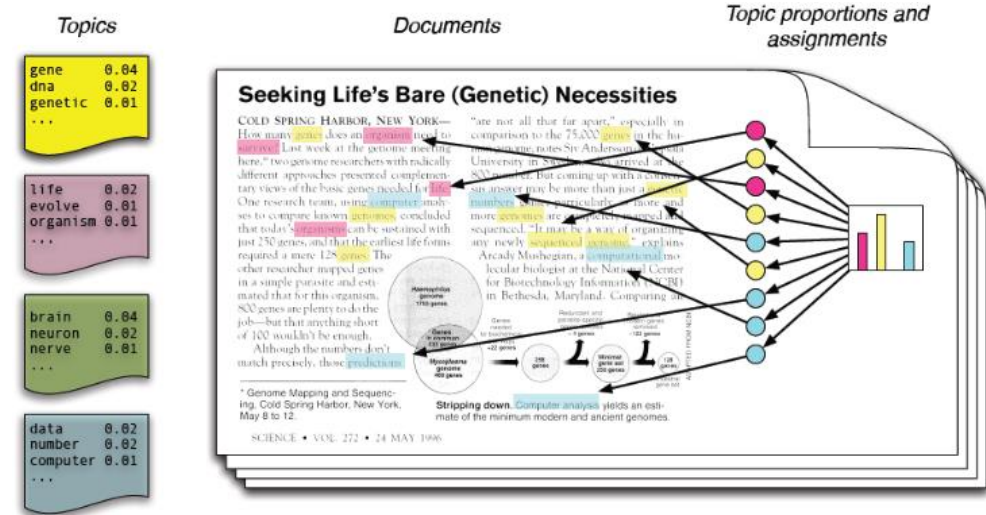 Topics
Documents
Topic proportions and
assignments
gene 0.04
dna 0.02
genetic 0.01
...
life 0.02
evolve 0.01
organism 0.01
...
brain 0.04
neuron 0.02
nerve 0.01
...
data 0.02
number 0.02
computer 0.01
...
Seeking Life's Bare (Genetic) Necessities
COLD SPRING HARBOR, NEW YORK—
How many genes does an organism need to
survive? Last week at the genome meeting
here,* two genome researchers with radically
different approaches presented complemen-
tary views of the basic genes needed for life.
One research team, using computer analy-
ses to compare known genomes, concluded
that today's organisms can be sustained with
just 250 genes, and that the earliest life forms
required a mere 128 genes. The
other researcher mapped genes
in a simple parasite and esti-
mated that for this organism,
800 genes are plenty to do the
job—but that anything short
of 100 wouldn't be enough.
Although the numbers don't
match precisely, those predictions
* Genome Mapping and Sequenc-
ing, Cold Spring Harbor, New York,
May 8 to 12.
"are not all that far apart," especially in
comparison to the 75,000 genes in the hu-
genome, notes Siv Andersson
University in arrived at the
800 number. But coming up with a consen-
sus answer may be more than just a
numbers particularly more and
more genomes are completely mapped and
sequenced. "It may be a way of organizing
any newly sequenced genome," explains
Arcady Mushegian, a computational mo-
lecular biologist at the National Center
for Biotechnology Information (NCBI)
in Bethesda, Maryland. Comparing an
Haemophilus
genome
1703 genes
Genes
in common
233 genes
Mycoplasma
genome
469 genes
Genes
needed
+22 genes
Redundant and
256
genes
Minimal
gene set
250 genes
128
genes
ADAPTED FROM NCBI
Stripping down. Computer analysis yields an esti-
mate of the minimum modern and ancient genomes.
SCIENCE • VOL. 272 • 24 MAY 1996